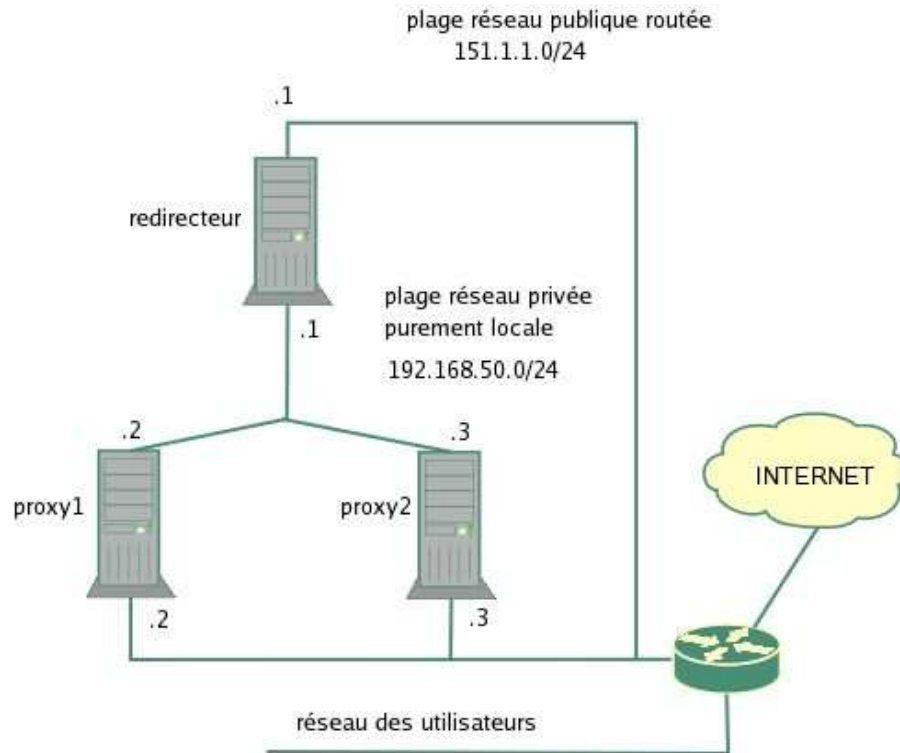 plage réseau publique routée
151.1.1.0/24
.1
redirecteur
plage réseau privée
purement locale
.1
192.168.50.0/24
.2
.3
INTERNET
proxy1
proxy2
.2
.3
réseau des utilisateurs